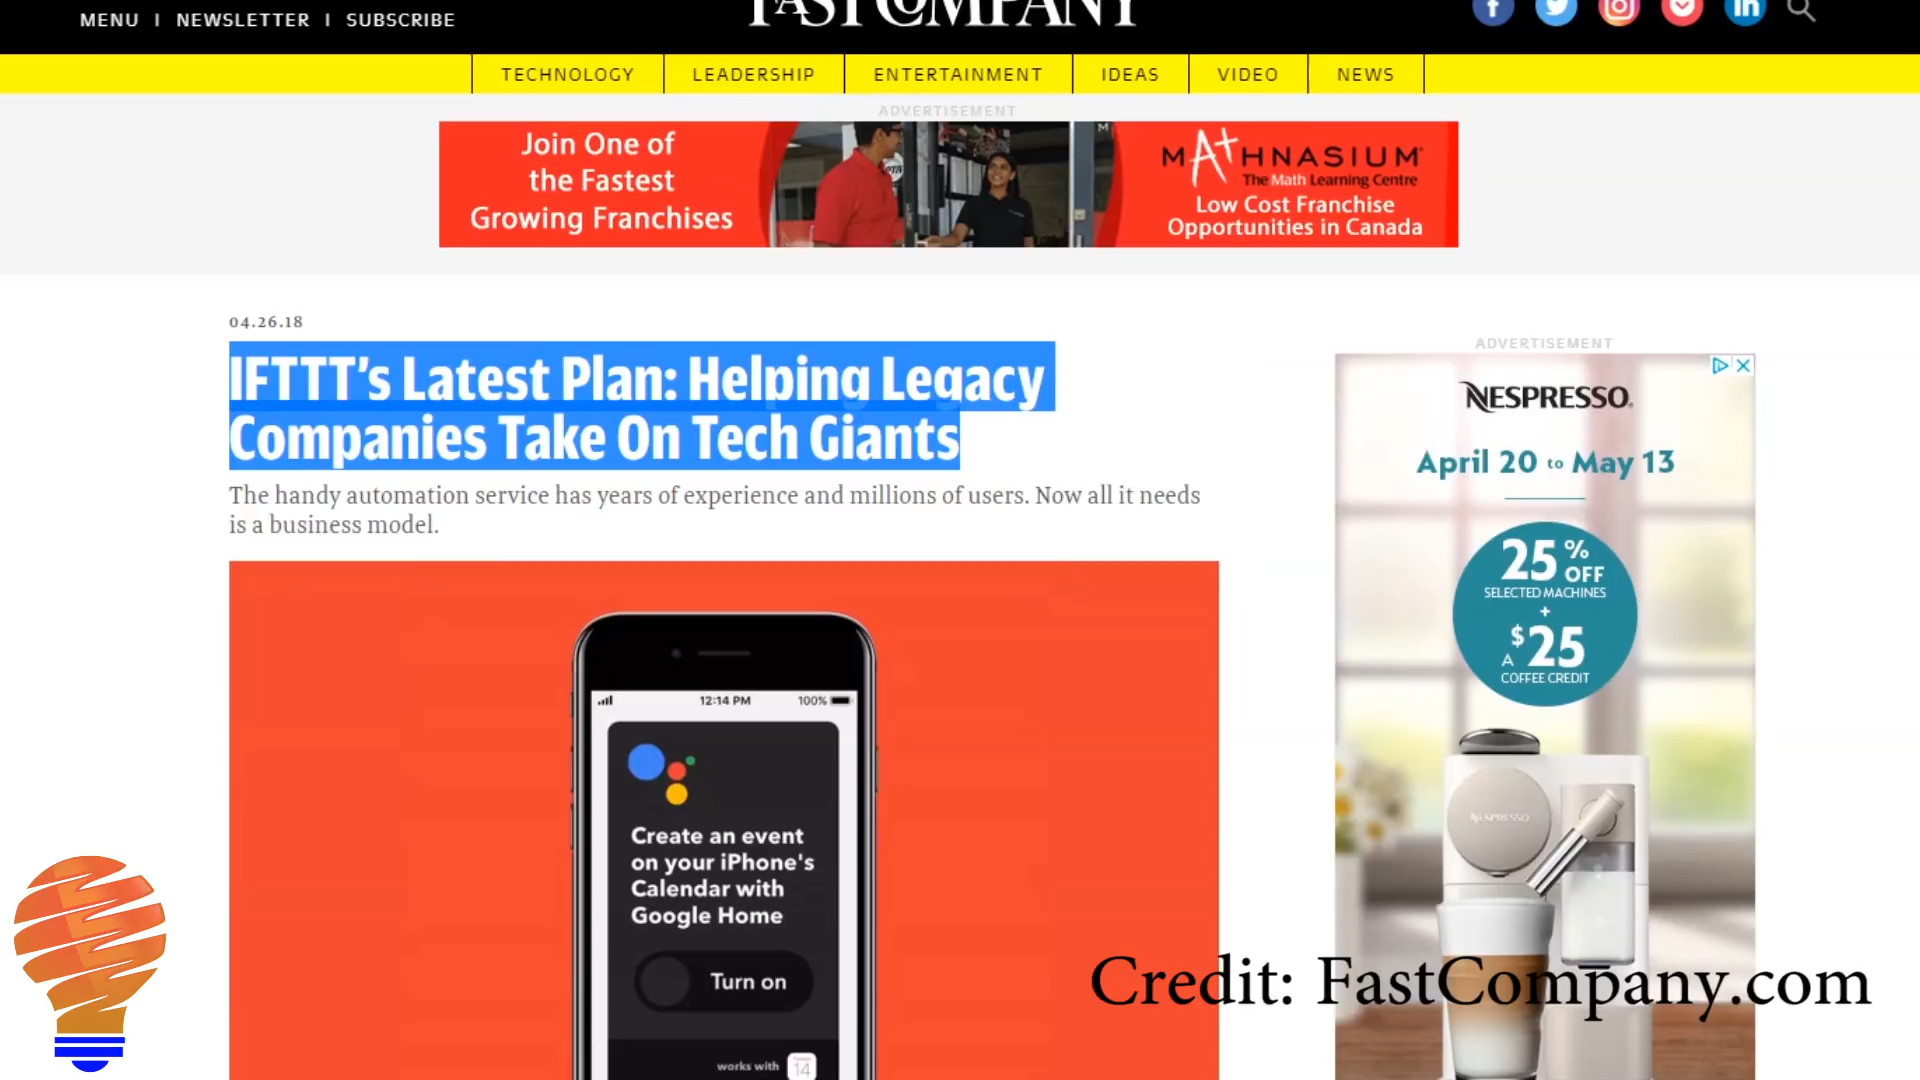 MENU | NEWSLETTER | SUBSCRIBE
FAST COMPANY
TECHNOLOGY
LEADERSHIP
ENTERTAINMENT
IDEAS
VIDEO
NEWS
ADVERTISEMENT
Join One of
the Fastest
Growing Franchises
MATHNASIUM
The Math Learning Centre
Low Cost Franchise
Opportunities in Canada
04.26.18
IFTTT’s Latest Plan: Helping Legacy
Companies Take On Tech Giants
The handy automation service has years of experience and millions of users. Now all it needs
is a business model.
12:14 PM
100%
Create an event
on your iPhone's
Calendar with
Google Home
Turn on
works with
14
ADVERTISEMENT
NESPRESSO
April 20 to May 13
25% OFF
SELECTED MACHINES
+
A $25
COFFEE CREDIT
NESPRESSO
Credit: FastCompany.com